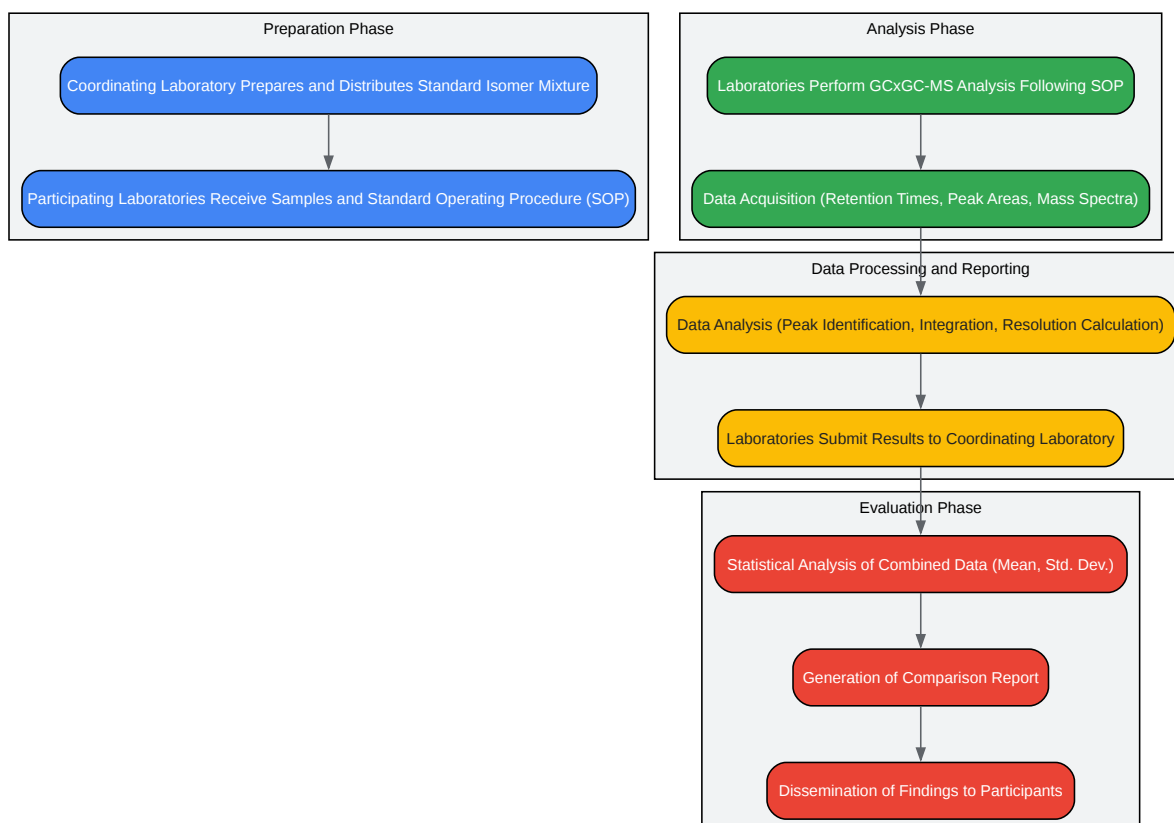 Preparation Phase
Coordinating Laboratory Prepares and Distributes Standard Isomer Mixture
Participating Laboratories Receive Samples and Standard Operating Procedure (SOP)
Analysis Phase
Laboratories Perform GCxGC-MS Analysis Following SOP
Data Acquisition (Retention Times, Peak Areas, Mass Spectra)
Data Processing and Reporting
Data Analysis (Peak Identification, Integration, Resolution Calculation)
Laboratories Submit Results to Coordinating Laboratory
Evaluation Phase
Statistical Analysis of Combined Data (Mean, Std. Dev.)
Generation of Comparison Report
Dissemination of Findings to Participants